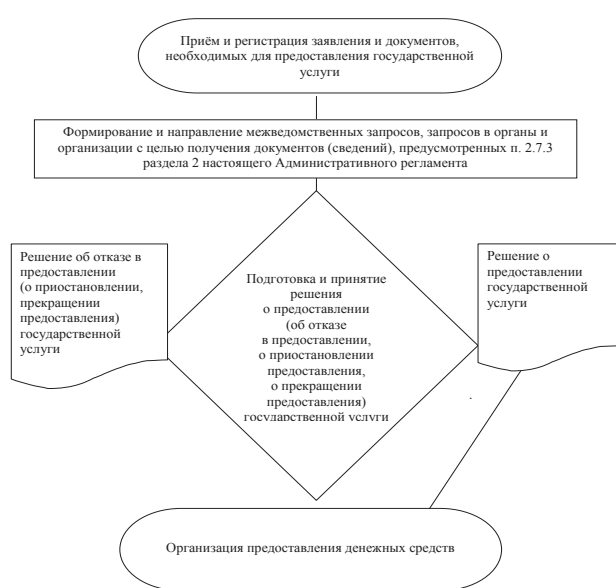 Приём и регистрация заявления и документов,
необходимых для предоставления государственной
услуги
Формирование и направление межведомственных запросов, запросов в органы и
организации с целью получения документов (сведений), предусмотренных п. 2.7.3
раздела 2 настоящего Административного регламента
Решение об отказе в
предоставлении
(о приостановлении,
прекращении
предоставления)
государственной
услуги
Подготовка и принятие
решения
о предоставлении
(об отказе
в предоставлении,
о приостановлении
предоставления,
о прекращении
предоставления)
государственной услуги
Решение о
предоставлении
государственной
услуги
Организация предоставления денежных средств